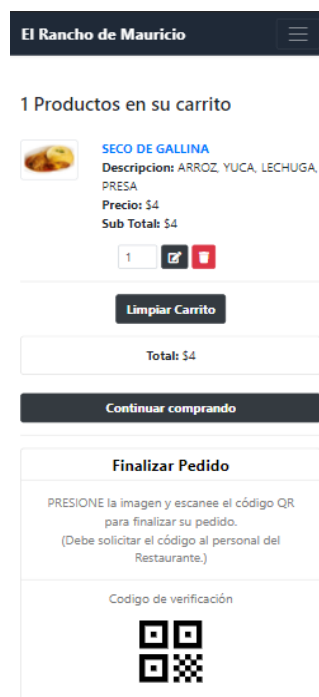 El Rancho de Mauricio
1 Productos en su carrito
SECO DE GALLINA
Descripcion: ARROZ, YUCA, LECHUGA,
PRESA
Precio: $4
Sub Total: $4
1
Limpiar Carrito
Total: $4
Continuar comprando
Finalizar Pedido
PRESIONE la imagen y escanee el código QR
para finalizar su pedido.
(Debe solicitar el código al personal del
Restaurante.)
Codigo de verificación